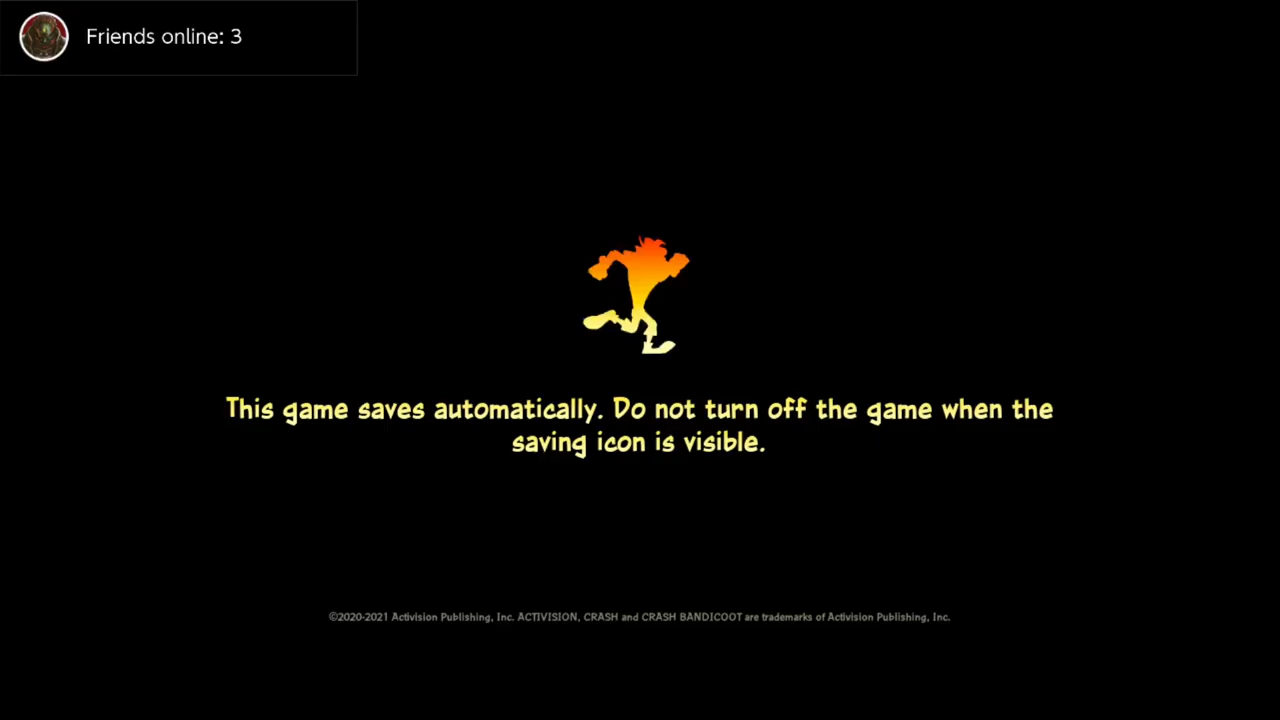 Friends online: 3
This game saves automatically. Do not turn off the game when the
saving icon is visible.
©2020-2021 Activision Publishing, Inc. ACTIVISION, CRASH and CRASH BANDICOOT are trademarks of Activision Publishing, Inc.